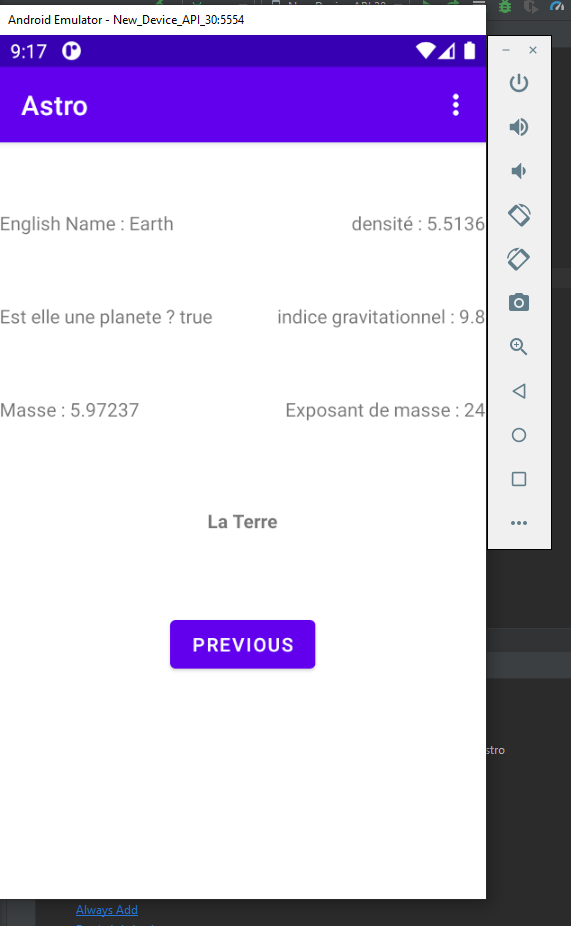 Android Emulator - New_Device_API_30:5554
9:17
Astro
English Name : Earth
densité : 5.5136
Est elle une planete ? true
indice gravitationnel : 9.8
Masse : 5.97237
Exposant de masse : 24
La Terre
PREVIOUS
stro
Always Add